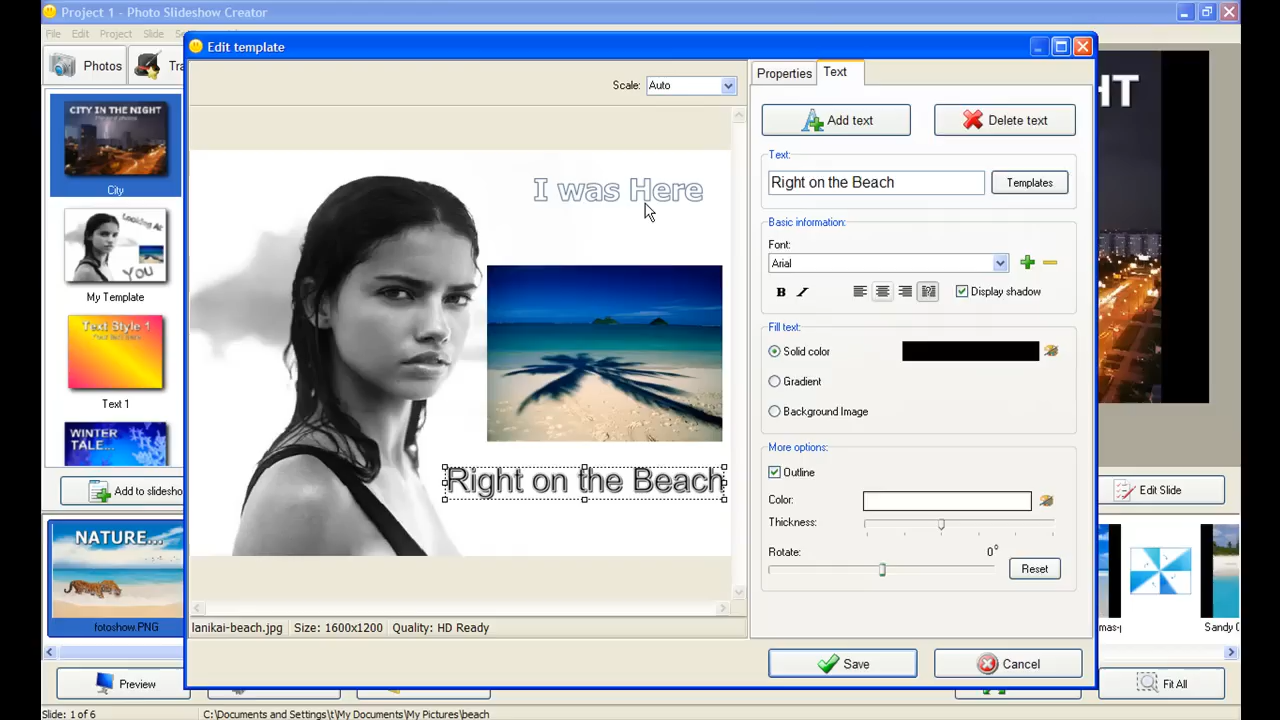 Project 1 - Photo Slideshow Creator
File Edit Project Slide
Edit template
Photos
Scale: Auto
Properties Text
Add text Delete text
CITY IN THE NIGHT
City
I was Here
Text:
Right on the Beach Templates
Looking At
YOU
My Template
Basic information:
Font:
Arial
B I Display shadow
Text Style 1
Text 1
Fill text:
Solid color
Gradient
Background Image
WINTER
TALE...
More options:
Outline
Right on the Beach
Color:
Thickness:
Rotate: 0°
Reset
Add to slidesho
Edit Slide
NATURE...
fotoshow.PNG
Sandy
lanikai-beach.jpg Size: 1600x1200 Quality: HD Ready
Save Cancel
Preview
Fit All
Slide: 1 of 6 C:\Documents and Settings\t\My Documents\My Pictures\beach